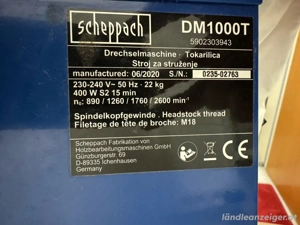 scheppach
DM1000T
5902303943
Drechselmaschine · Tokarilica
Stroj za struženje
manufactured: 06/2020 S./N.: 0235-02763
230-240 V~ 50 Hz · 22 kg
400 W S2 15 min
n₀: 890 / 1260 / 1760 / 2600 min⁻¹
Spindelkopfgewinde . Headstock thread
Filetage de tête de broche: M18
Scheppach Fabrikation von
Holzbearbeitungsmaschinen GmbH
Günzburgerstr. 69
D-89335 Ichenhausen
Germany
CE
ländleanzeiger.at